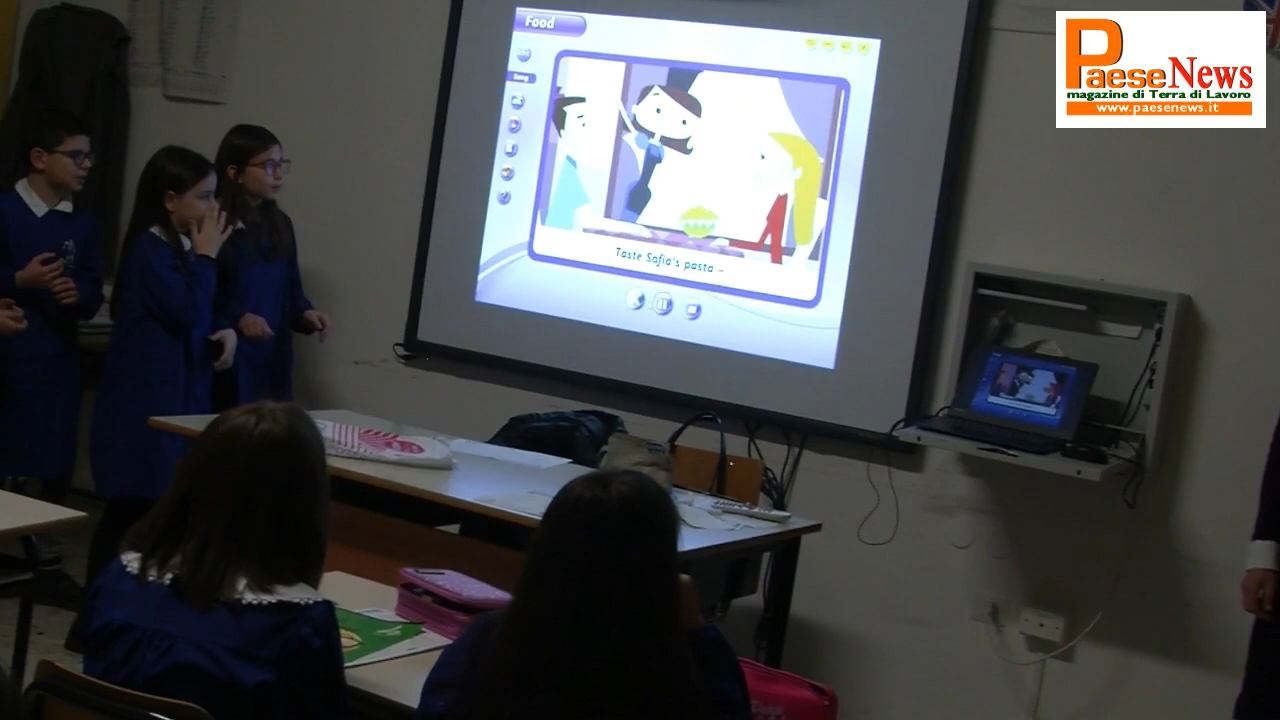 Food
Song
Taste Sofia's pasta –
PaeseNews
magazine di Terra di Lavoro
www.paesenews.it